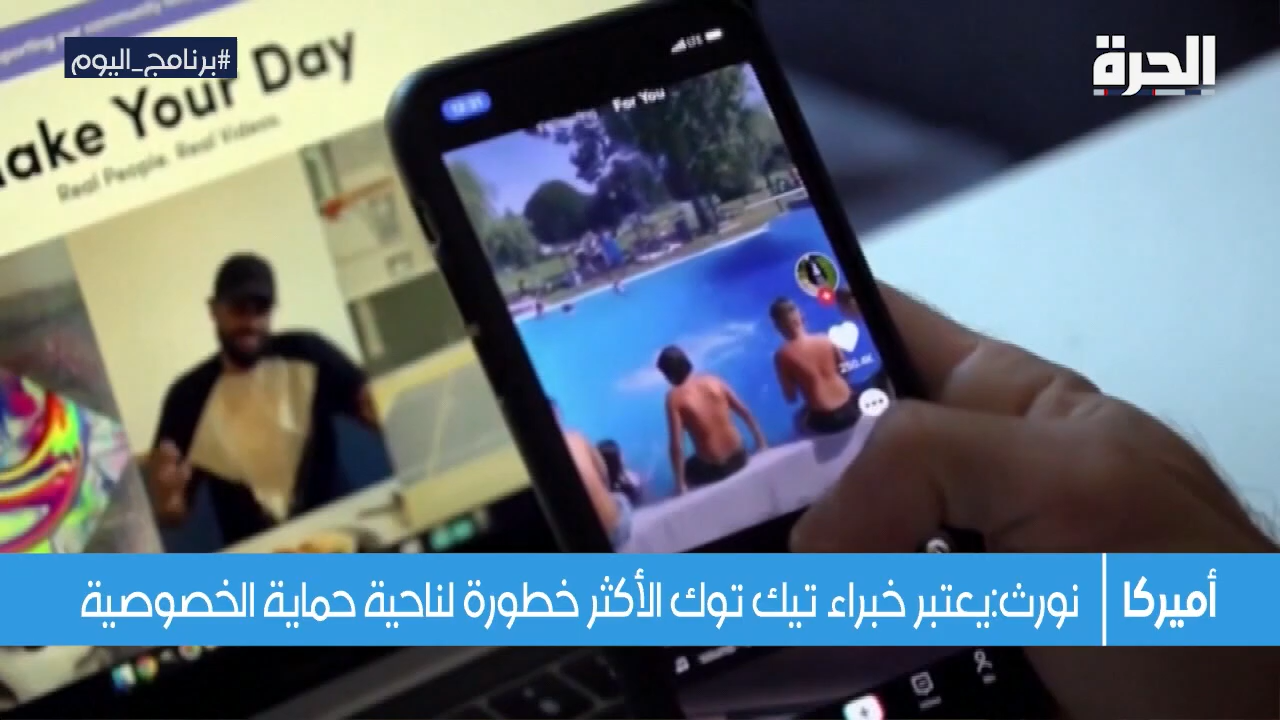 #برنامج_اليوم
الحرة
Make Your Day
Real People. Real Videos.
For You
أميركا
نورث:يعتبر خبراء تيك توك الأكثر خطورة لناحية حماية الخصوصية